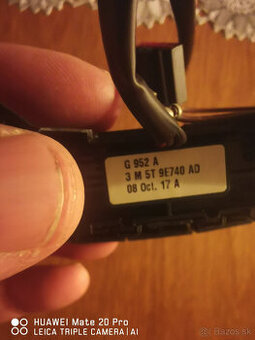 G 952 A
3 M 5T 9E740 AD
08 Oct. 17 A
HUAWEI Mate 20 Pro
LEICA TRIPLE CAMERA | AI
Bazos.sk